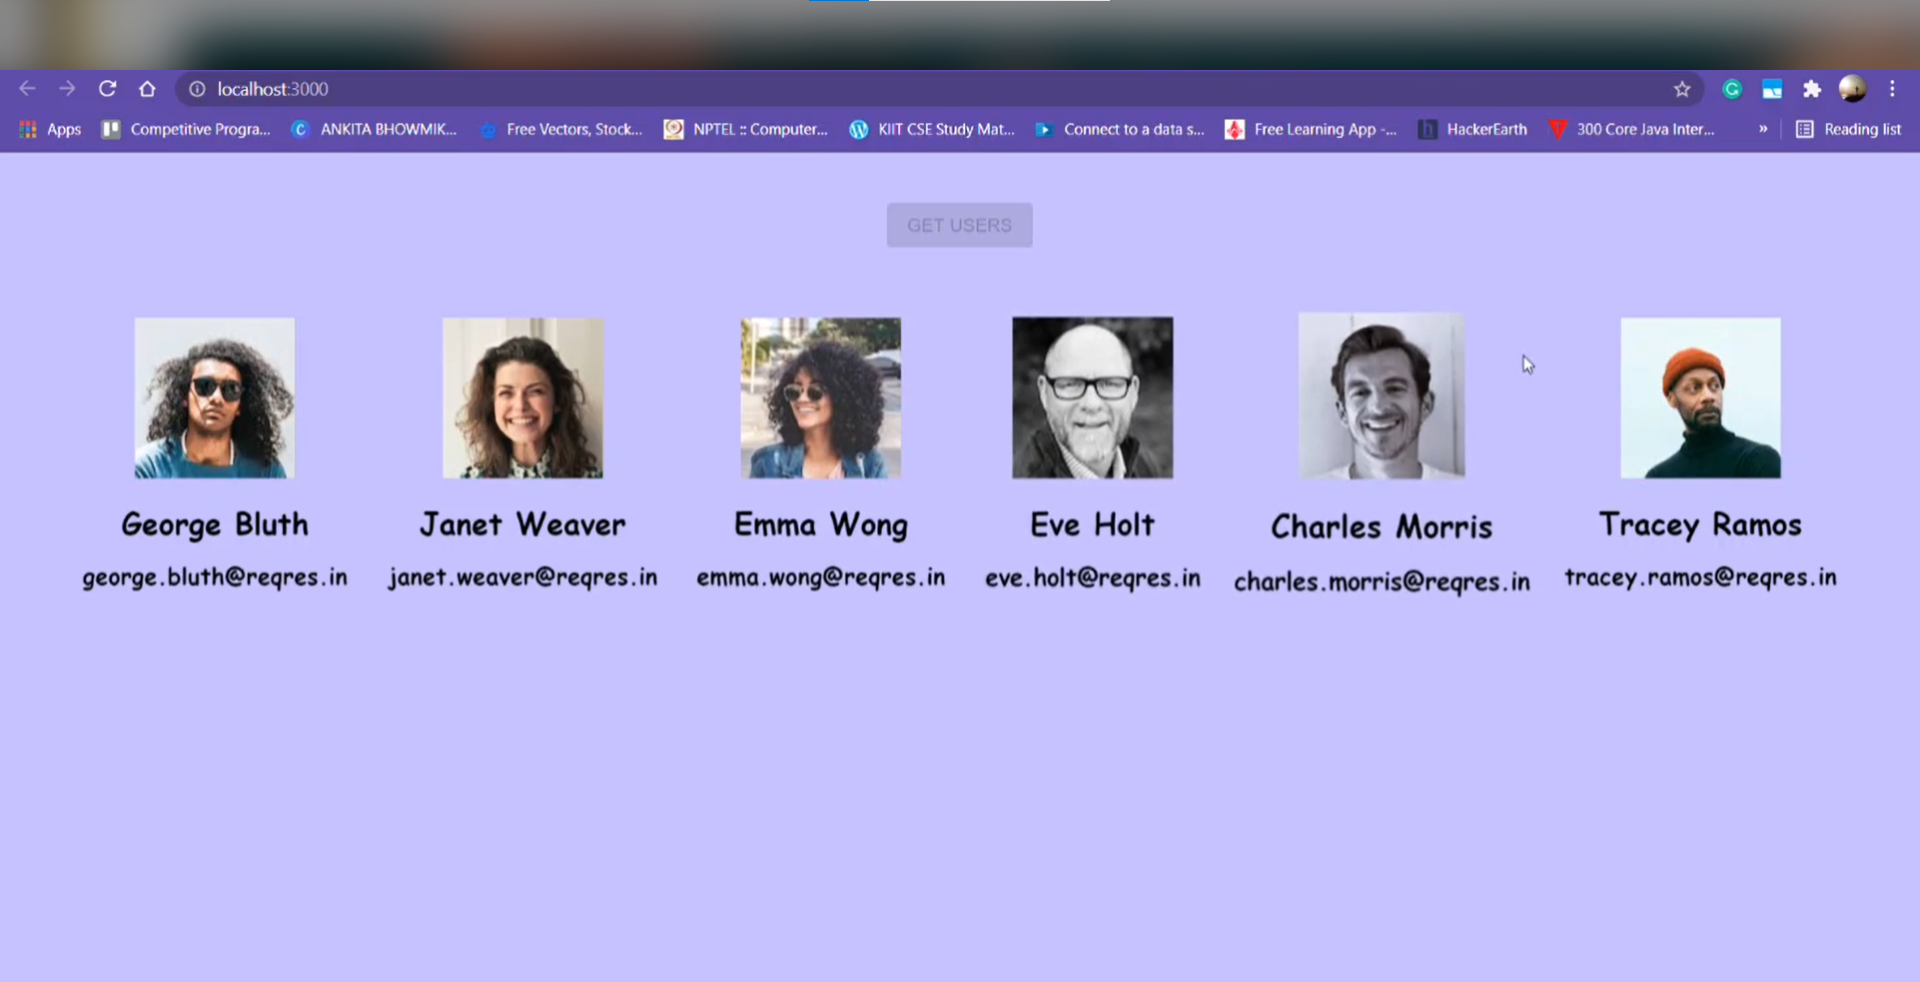 localhost:3000
Apps Competitive Progra... ANKITA BHOWMIK... Free Vectors, Stock... NPTEL :: Computer... KIIT CSE Study Mat... Connect to a data s... Free Learning App -... HackerEarth 300 Core Java Inter... » Reading list
GET USERS
George Bluth Janet Weaver Emma Wong Eve Holt Charles Morris Tracey Ramos
george.bluth@reqres.in janet.weaver@reqres.in emma.wong@reqres.in eve.holt@reqres.in charles.morris@reqres.in tracey.ramos@reqres.in